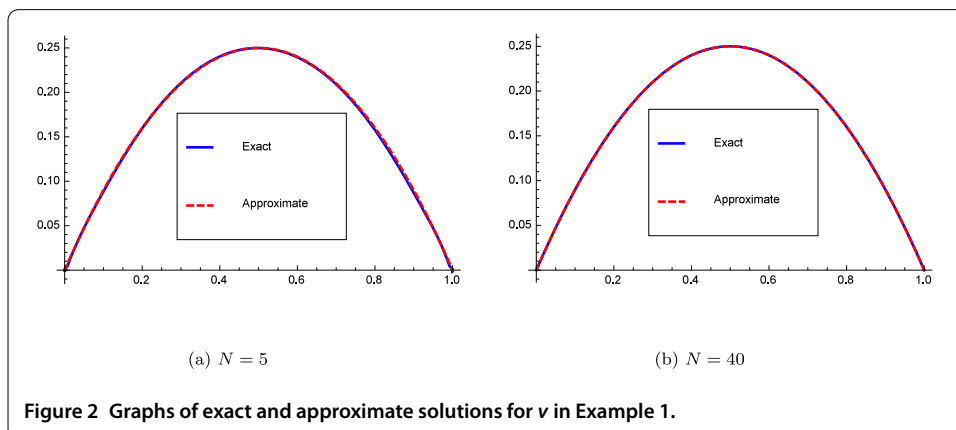 0.25
0.20
0.15
0.10
0.05
0.2
0.4
0.6
0.8
1.0
Exact
Approximate
(a) N = 5
0.25
0.20
0.15
0.10
0.05
0.2
0.4
0.6
0.8
1.0
Exact
Approximate
(b) N = 40
Figure 2 Graphs of exact and approximate solutions for v in Example 1.